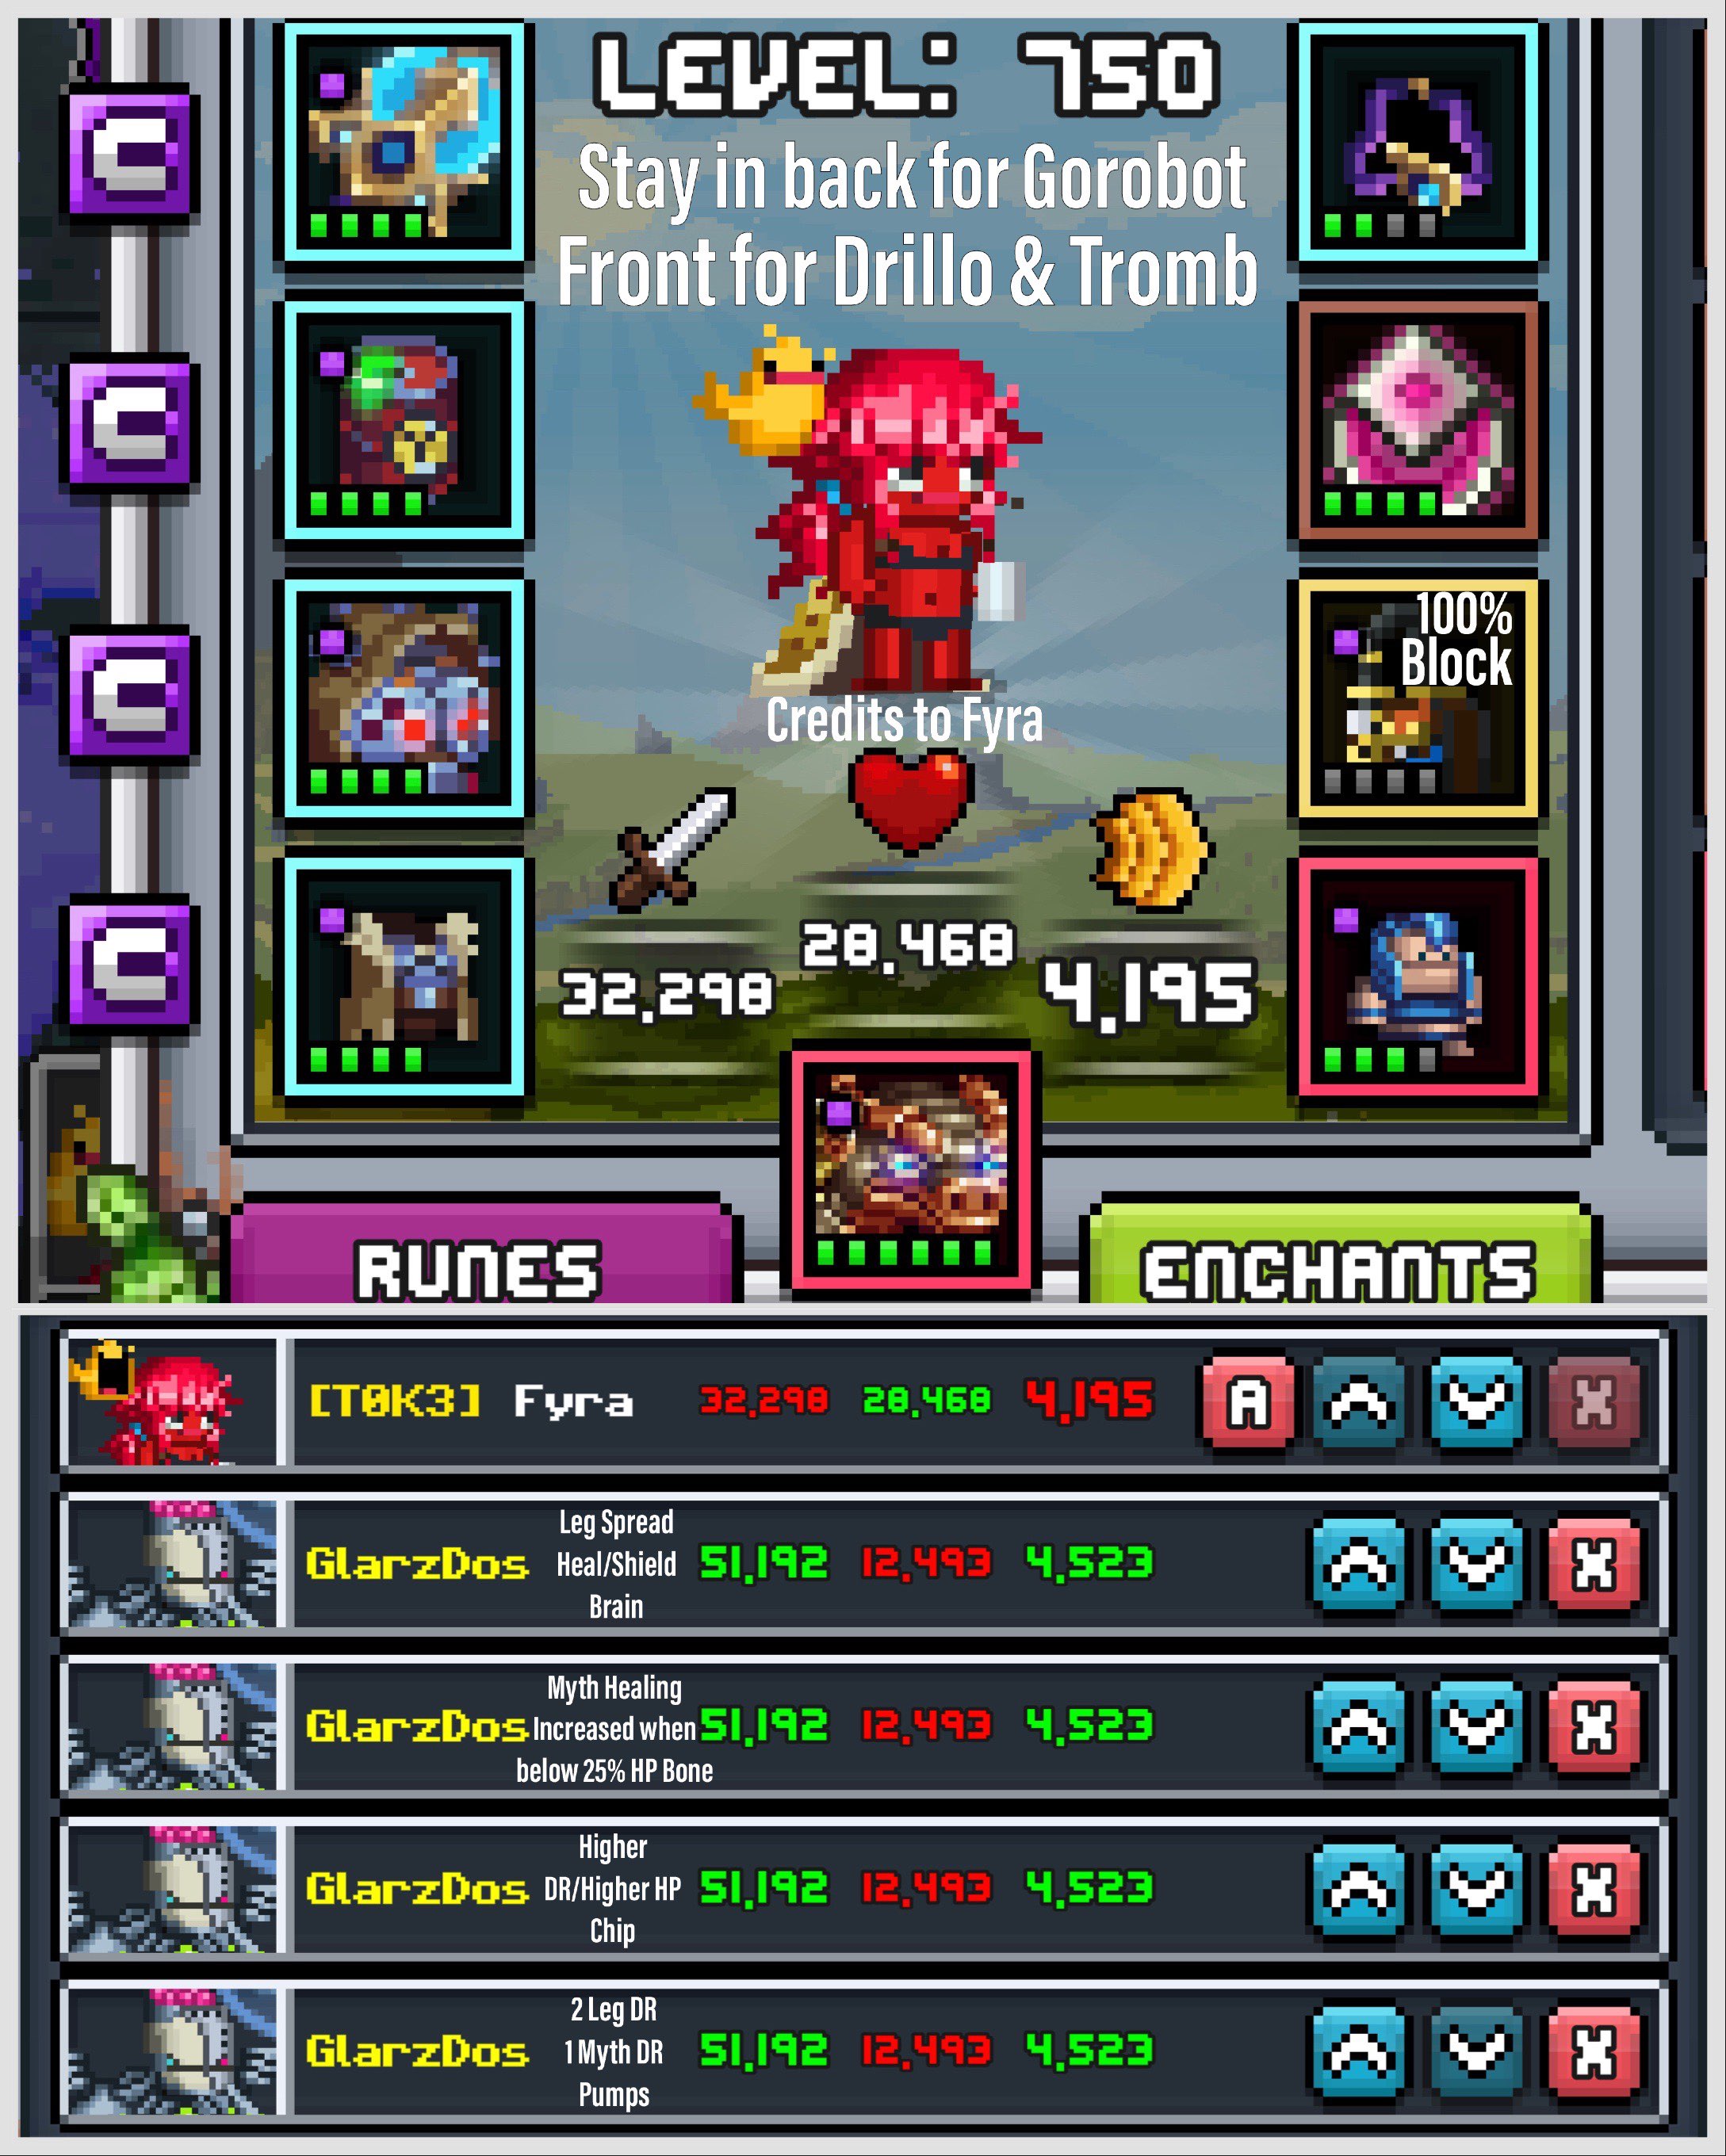 LEVEL: 750
Stay in back for Gorobot
Front for Drillo & Tromb
C
C
C
C
100%
Block
Credits to Fyra
28,468
32,298
4,195
RUNES
ENCHANTS
[T0K3] Fyra 32,298 28,468 4,195 A X
Leg Spread
GlarzDos Heal/Shield 51,192 12,493 4,523 X
Brain
Myth Healing
GlarzDos Increased when 51,192 12,493 4,523 X
below 25% HP Bone
Higher
GlarzDos DR/Higher HP 51,192 12,493 4,523 X
Chip
2 Leg DR
GlarzDos 1 Myth DR 51,192 12,493 4,523 X
Pumps